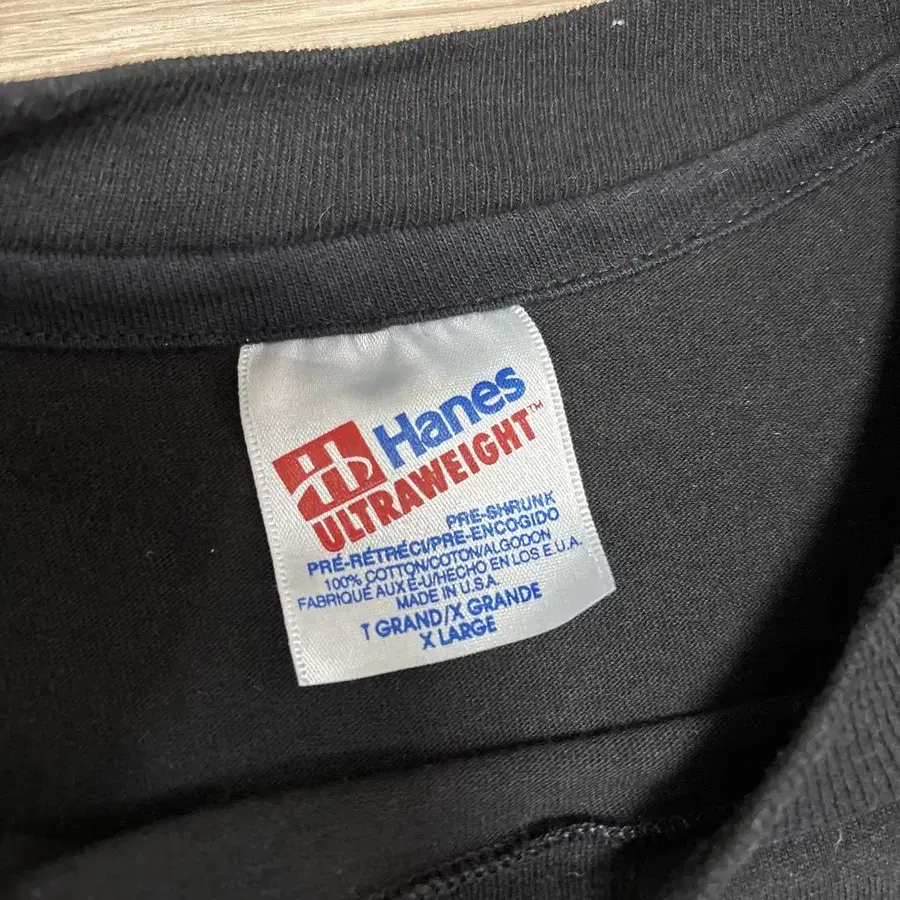 Hanes
ULTRAWEIGHT™
PRE-SHRUNK
PRÉ-RÉTRÉCI/PRE-ENCOGIDO
100% COTTON/COTON/ALGODON
FABRIQUÉ AUX É-U/HECHO EN LOS E.U.A.
MADE IN U.S.A.
T GRAND/X GRANDE
X LARGE